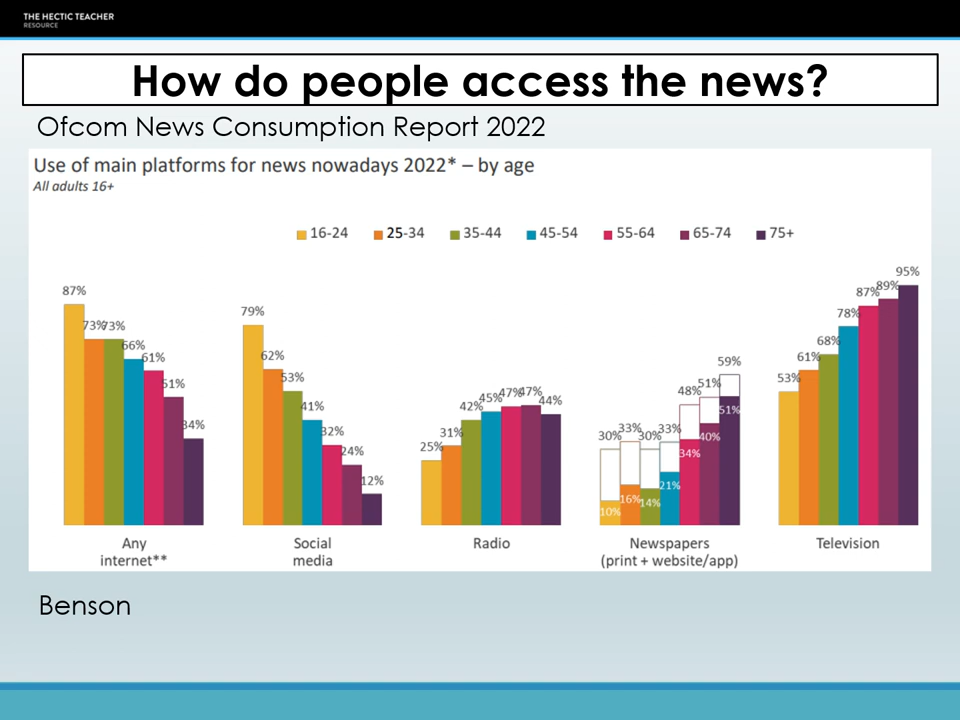 THE HECTIC TEACHER
RESOURCE
How do people access the news?
Ofcom News Consumption Report 2022
Use of main platforms for news nowadays 2022* – by age
All adults 16+
16-24 25-34 35-44 45-54 55-64 65-74 75+
87% 73% 73% 66% 61% 51% 34%
79% 62% 53% 41% 32% 24% 12%
25% 31% 42% 45% 47% 47% 44%
30% 33% 30% 33% 48% 51% 59%
10% 16% 14% 21% 34% 40% 51%
53% 61% 68% 78% 87% 89% 95%
Any internet**
Social media
Radio
Newspapers (print + website/app)
Television
Benson